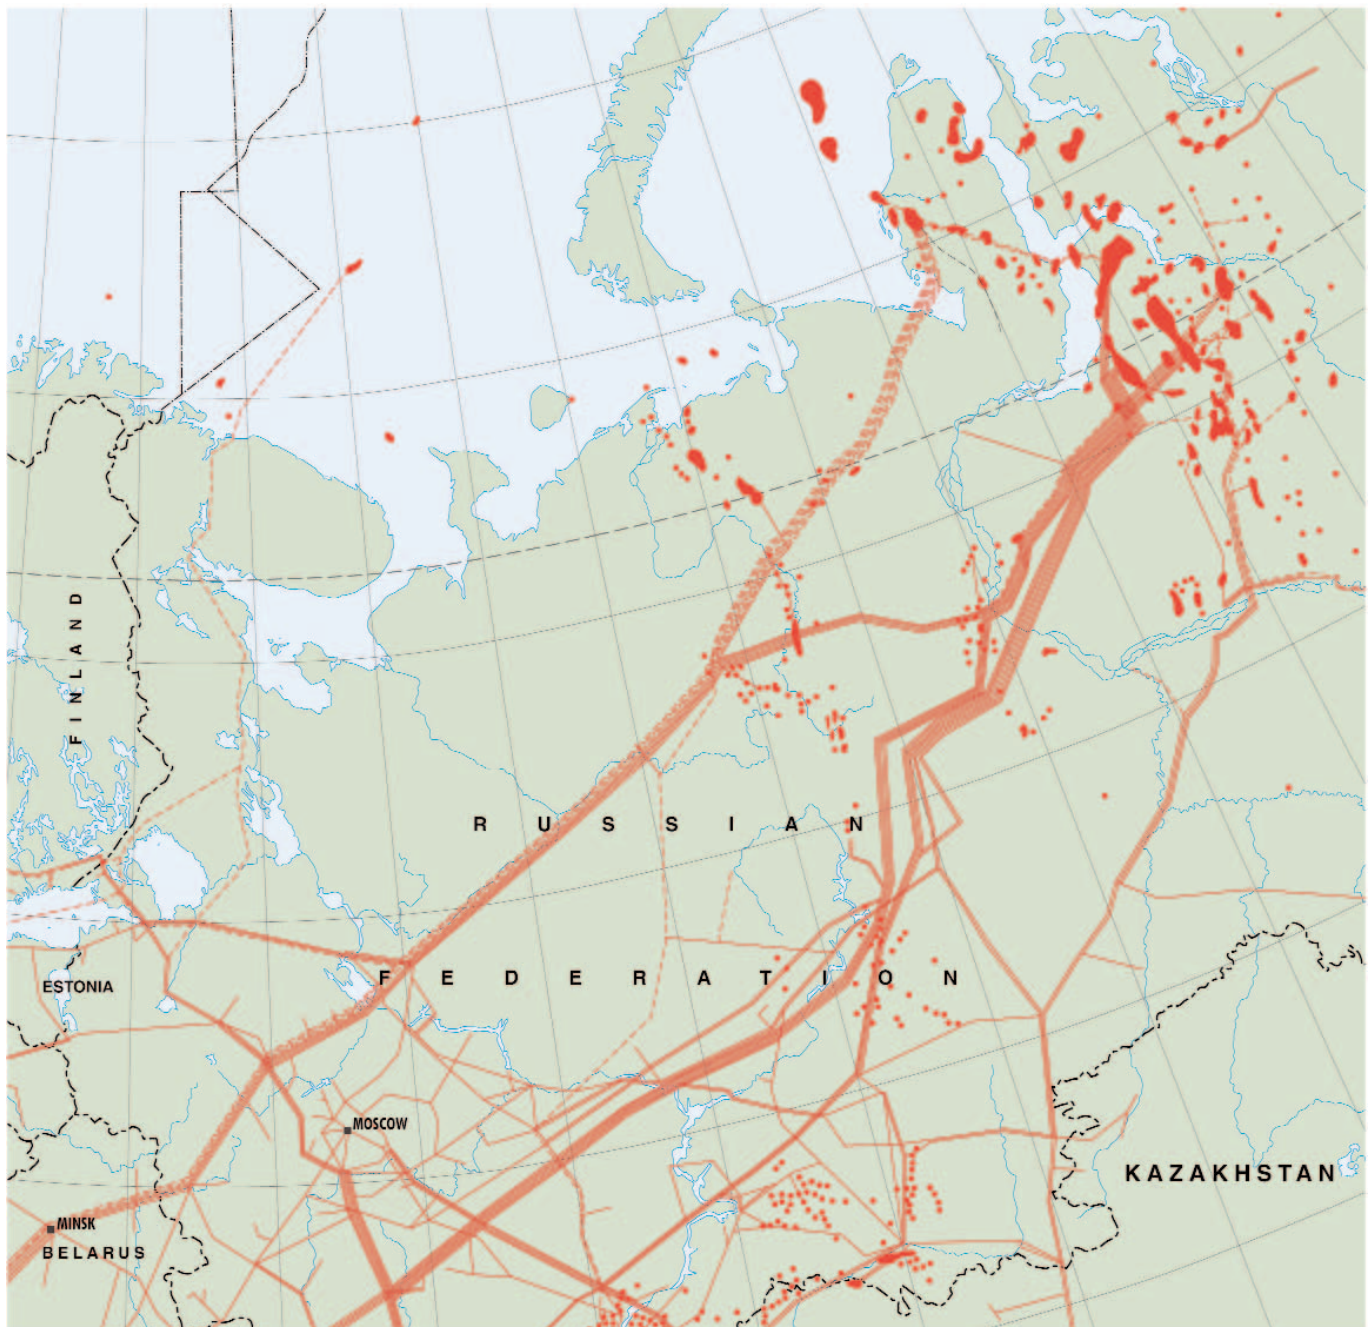 FINLAND
RUSSIAN
FEDERATION
ESTONIA
MOSCOW
KAZAKHSTAN
MINSK
BELARUS